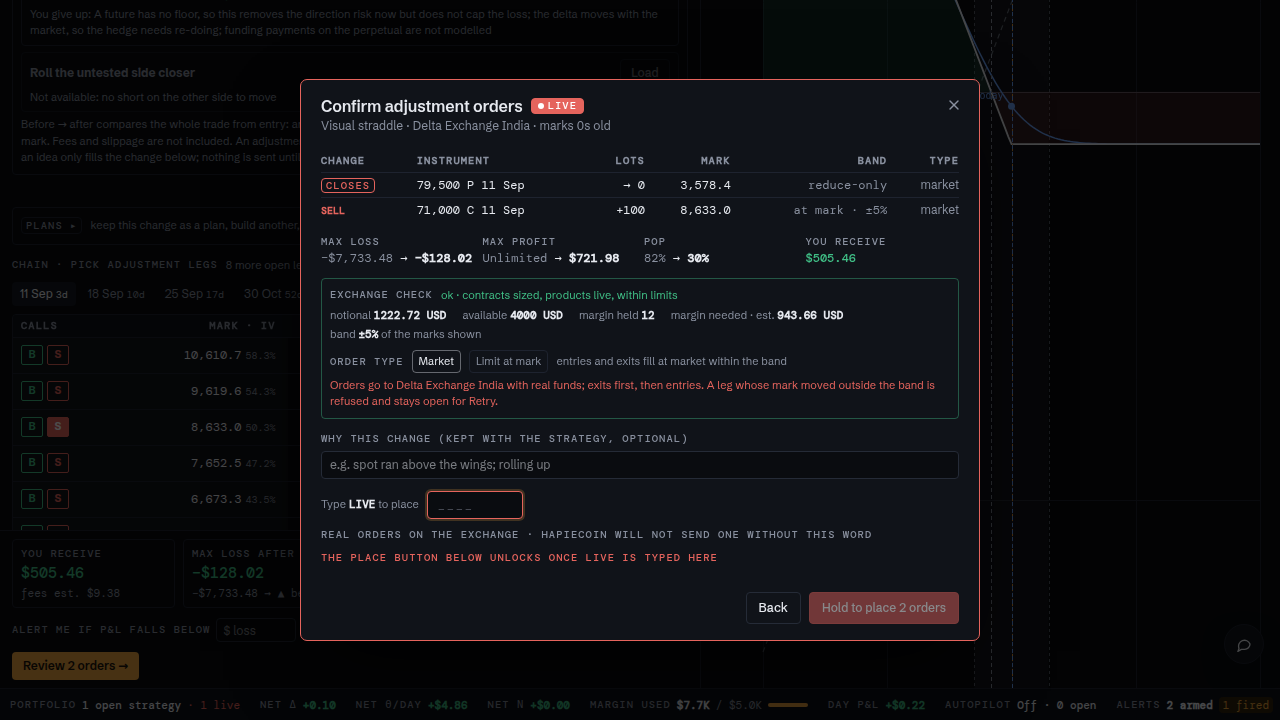 You give up: A future has no floor, so this removes the direction risk now but does not cap the loss; the delta moves with the
market, so the hedge needs re-doing; funding payments on the perpetual are not modelled
Roll the untested side closer
Load
Not available: no short on the other side to move
Before → after compares the whole trade from entry: ar
mark. Fees and slippage are not included. An adjustme
an idea only fills the change below; nothing is sent unti
PLANS ▸ keep this change as a plan, build another,
CHAIN · PICK ADJUSTMENT LEGS 8 more open l
11 Sep 3d 18 Sep 10d 25 Sep 17d 30 Oct 52d
CALLS MARK · IV
B S 10,610.7 58.3%
B S 9,619.6 54.3%
B S 8,633.0 50.3%
B S 7,652.5 47.2%
B S 6,673.3 43.5%
YOU RECEIVE
$505.46
fees est. $9.38
MAX LOSS AFTER
−$128.02
−$7,733.48 → ▲ be
ALERT ME IF P&L FALLS BELOW $ loss
Review 2 orders →
today
Confirm adjustment orders LIVE
Visual straddle · Delta Exchange India · marks 0s old
CHANGE INSTRUMENT LOTS MARK BAND TYPE
CLOSES 79,500 P 11 Sep → 0 3,578.4 reduce-only market
SELL 71,000 C 11 Sep +100 8,633.0 at mark · ±5% market
MAX LOSS MAX PROFIT POP YOU RECEIVE
−$7,733.48 → −$128.02 Unlimited → $721.98 82% → 30% $505.46
EXCHANGE CHECK ok · contracts sized, products live, within limits
notional 1222.72 USD available 4000 USD margin held 12 margin needed · est. 943.66 USD
band ±5% of the marks shown
ORDER TYPE Market Limit at mark entries and exits fill at market within the band
Orders go to Delta Exchange India with real funds; exits first, then entries. A leg whose mark moved outside the band is
refused and stays open for Retry.
WHY THIS CHANGE (KEPT WITH THE STRATEGY, OPTIONAL)
e.g. spot ran above the wings; rolling up
Type LIVE to place ____
REAL ORDERS ON THE EXCHANGE · HAPIECOIN WILL NOT SEND ONE WITHOUT THIS WORD
THE PLACE BUTTON BELOW UNLOCKS ONCE LIVE IS TYPED HERE
Back Hold to place 2 orders
PORTFOLIO 1 open strategy · 1 live NET Δ +0.10 NET θ/DAY +$4.86 NET ν +$0.00 MARGIN USED $7.7K / $5.0K DAY P&L +$0.22 AUTOPILOT Off · 0 open ALERTS 2 armed 1 fired